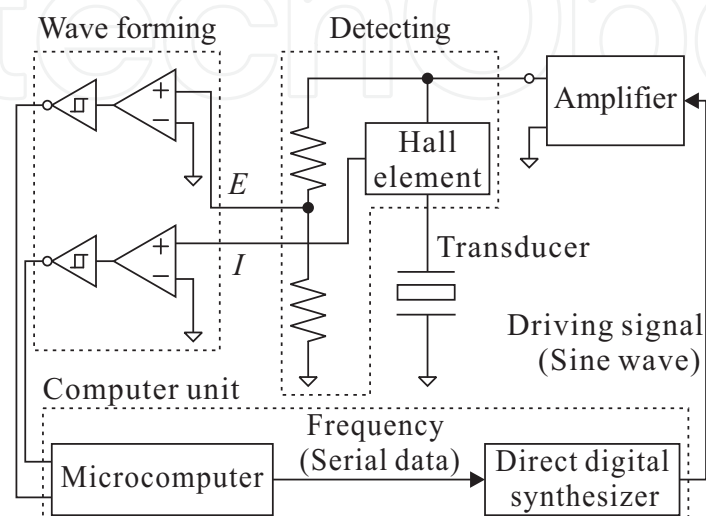 Wave forming
Detecting
Amplifier
+
−
Hall
element
E
I
+
−
Transducer
Driving signal
(Sine wave)
Computer unit
Frequency
(Serial data)
Microcomputer
Direct digital
synthesizer